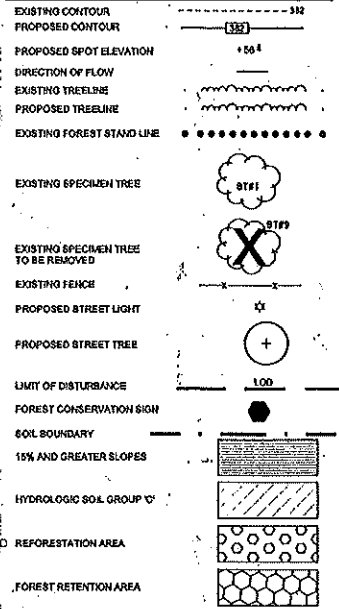 EXISTING CONTOUR 382
PROPOSED CONTOUR 382
PROPOSED SPOT ELEVATION +56⁸
DIRECTION OF FLOW
EXISTING TREELINE
PROPOSED TREELINE
EXISTING FOREST STAND LINE
EXISTING SPECIMEN TREE ST#1
EXISTING SPECIMEN TREE ST#9
TO BE REMOVED
EXISTING FENCE
PROPOSED STREET LIGHT
PROPOSED STREET TREE
LIMIT OF DISTURBANCE LOD
FOREST CONSERVATION SIGN
SOIL BOUNDARY
15% AND GREATER SLOPES
HYDROLOGIC SOIL GROUP 'C'
REFORESTATION AREA
FOREST RETENTION AREA